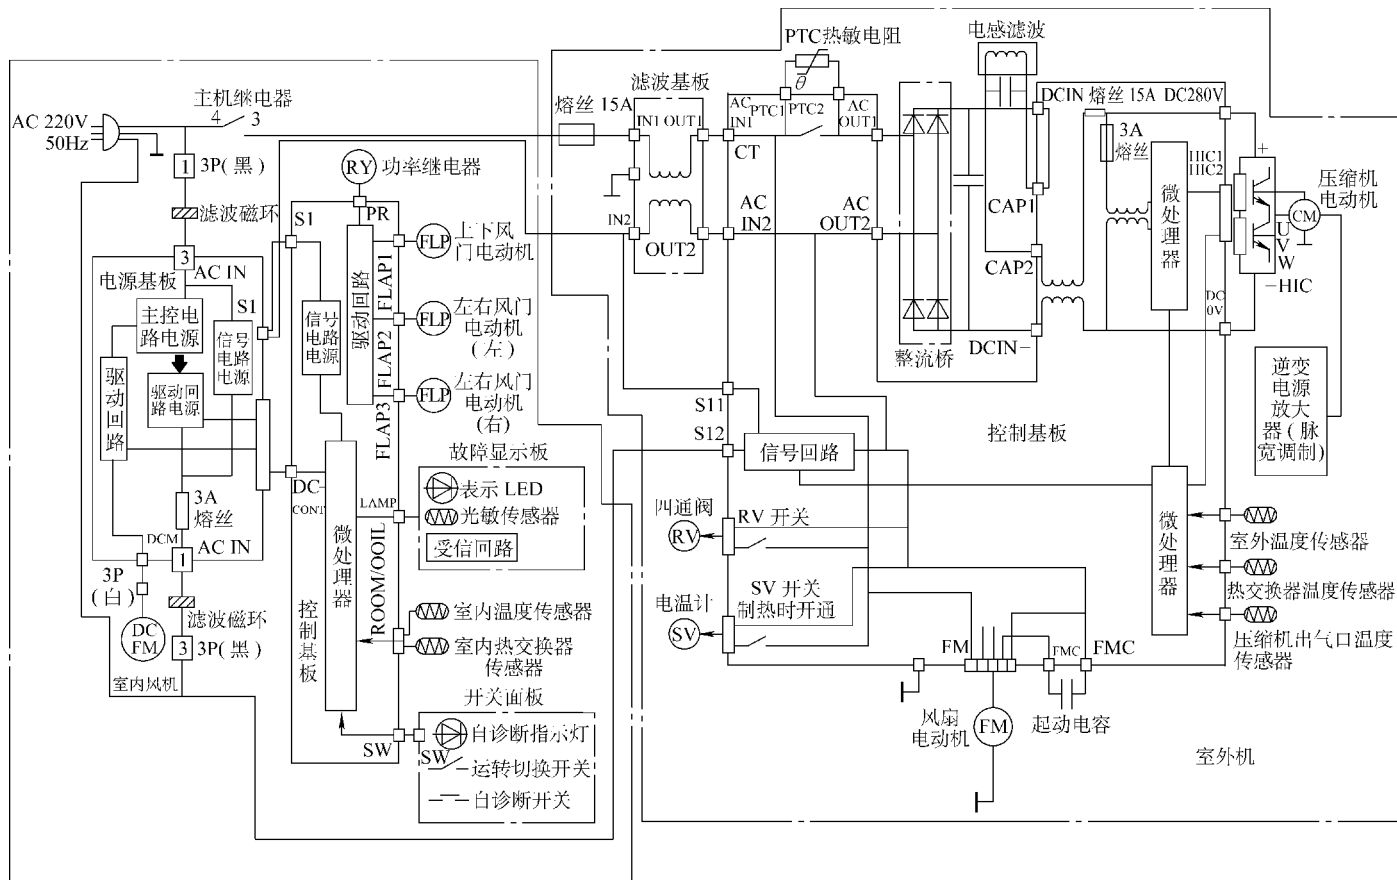 AC 220V
50Hz
主机继电器
4
3
1
3P(黑)
滤波磁环
3
AC IN
电源基板
S1
主控电
路电源
信号
电路
电源
驱动回
路电源
驱动
回路
3A
熔丝
DCM
AC IN
1
3P
(白)
滤波磁环
DC
FM
3
3P(黑)
室内风机
RY
功率继电器
PR
S1
信号
电路
电源
驱动回路
FLAP1
FLAP2
FLAP3
FLP
上下风
门电动机
FLP
左右风门
电动机
(左)
FLP
左右风门
电动机
(右)
故障显示板
表示 LED
光敏传感器
受信回路
LAMP
DC-
CONT
微处理器
ROOM/OOIL
控制基板
室内温度传感器
室内热交换器
传感器
开关面板
SW
SW
自诊断指示灯
运转切换开关
自诊断开关
熔丝 15A
滤波基板
IN1
OUT1
IN2
OUT2
PTC热敏电阻
θ
AC
IN1
PTC1
PTC2
AC
OUT1
CT
AC
IN2
AC
OUT2
电感滤波
整流桥
DCIN
熔丝 15A
DC280V
3A
熔丝
CAP1
CAP2
DCIN−
微处理器
HIC1
HIC2
+
U
V
W
−HIC
DC
0V
CM
压缩机
电动机
逆变
电源
放大
器(脉
宽调制)
控制基板
S11
S12
信号回路
四通阀
RV
RV 开关
电温计
SV
SV 开关
制热时开通
微处理器
室外温度传感器
热交换器温度传感器
压缩机出气口温度
传感器
FM
FMC
FMC
风扇
电动机
FM
起动电容
室外机